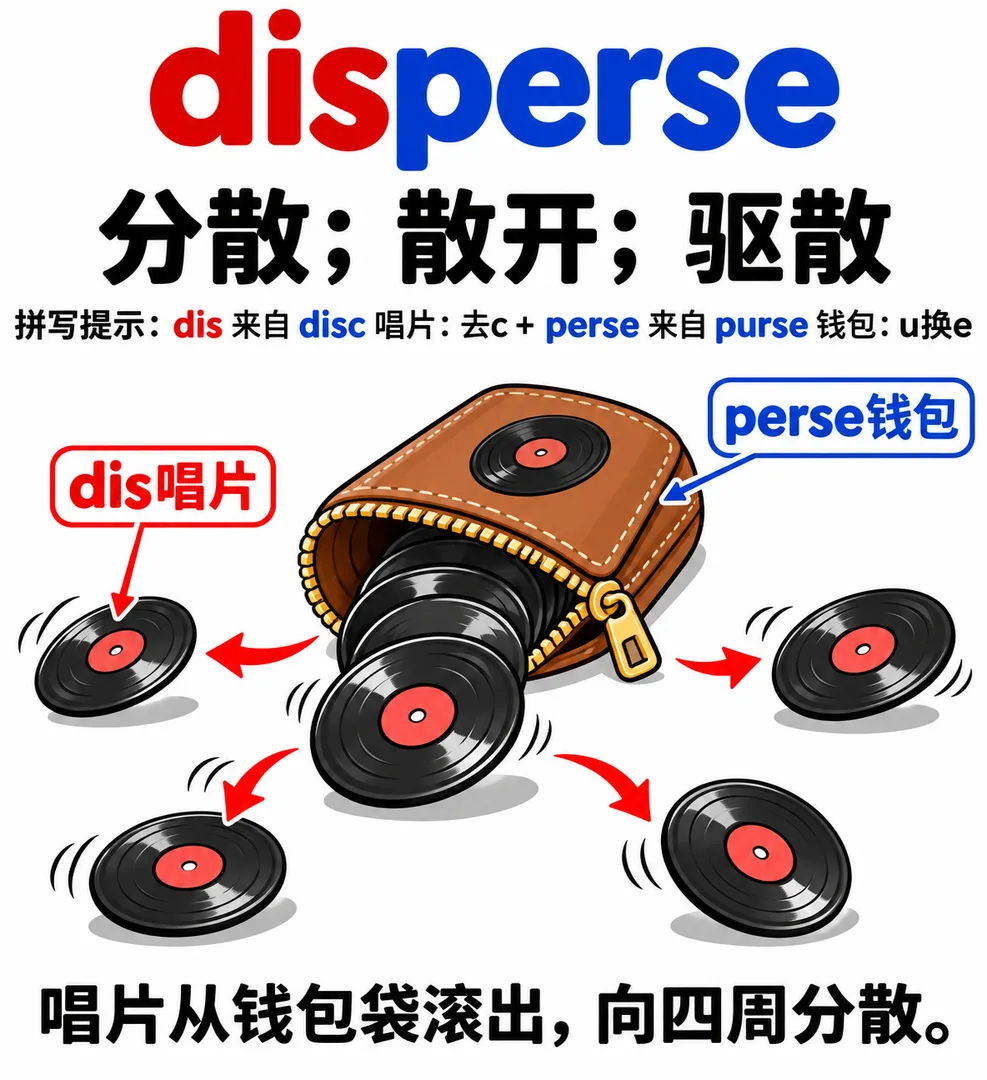 disperse
分散；散开；驱散
拼写提示：dis 来自 disc 唱片：去c + perse 来自 purse 钱包：u换e
perse钱包
dis唱片
唱片从钱包袋滚出，向四周分散。